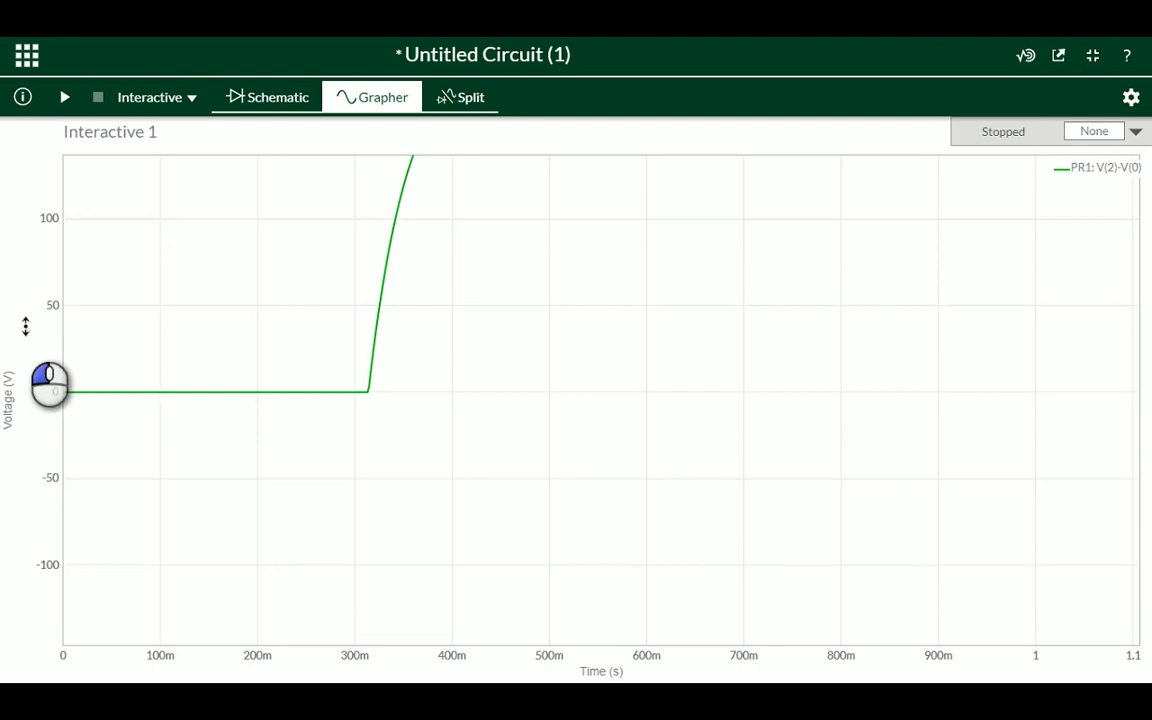 *Untitled Circuit (1)
?
Interactive
Schematic
Grapher
Split
Interactive 1
Stopped
None
PR1: V(2)-V(0)
100
50
0
-50
-100
Voltage (V)
0 100m 200m 300m 400m 500m 600m 700m 800m 900m 1 1.1
Time (s)